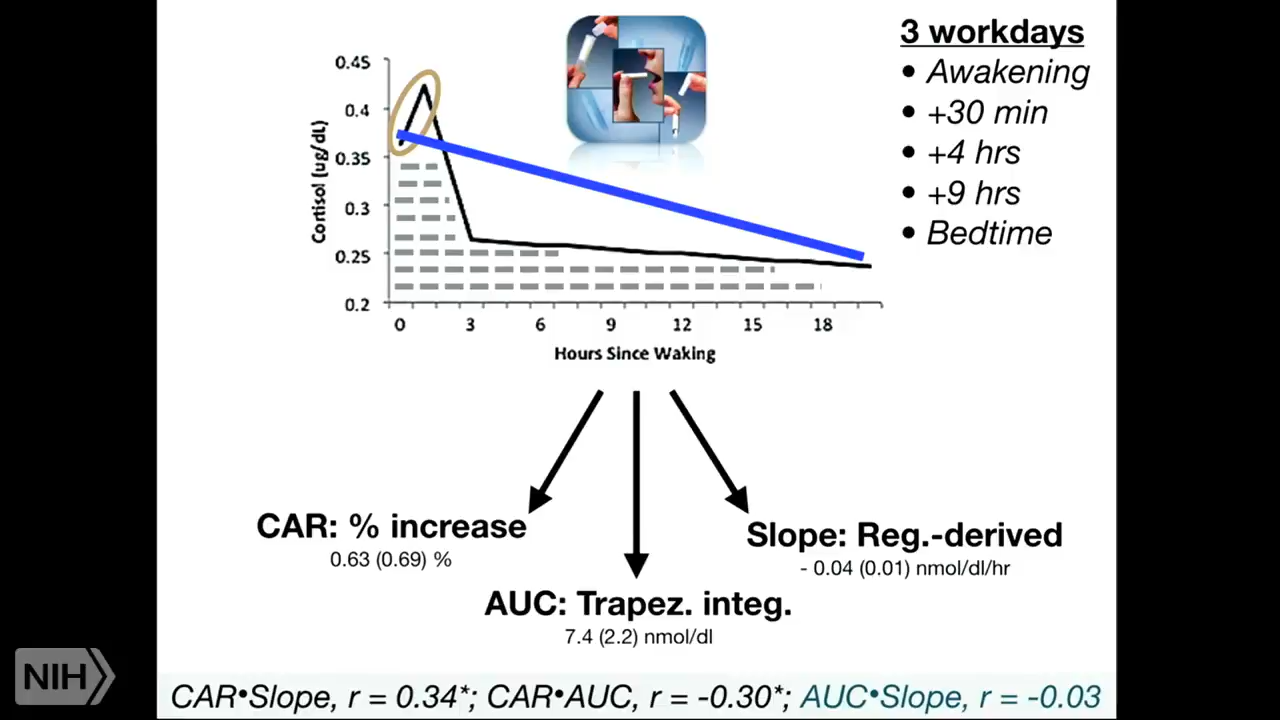 3 workdays
• Awakening
• +30 min
• +4 hrs
• +9 hrs
• Bedtime
Cortisol (ug/dL)
0.45
0.4
0.35
0.3
0.25
0.2
0 3 6 9 12 15 18
Hours Since Waking
CAR: % increase
0.63 (0.69) %
Slope: Reg.-derived
- 0.04 (0.01) nmol/dl/hr
AUC: Trapez. integ.
7.4 (2.2) nmol/dl
NIH
CAR•Slope, r = 0.34*; CAR•AUC, r = -0.30*; AUC•Slope, r = -0.03